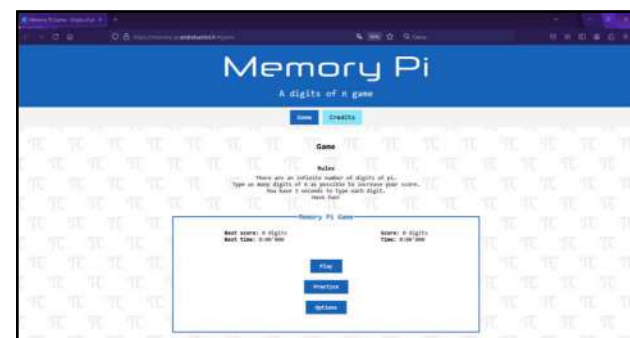 Memory Pi
A digits of π game
Game
Credits
Game
Rules
There are an infinite number of digits of pi.
Type as many digits of π as possible to increase your score.
You have 3 seconds to type each digit.
Have fun!
Memory Pi Game
Best score: 0 digits
Score: 0 digits
Best time: 0:00'000
Time: 0:00'000
Play
Practice
Options